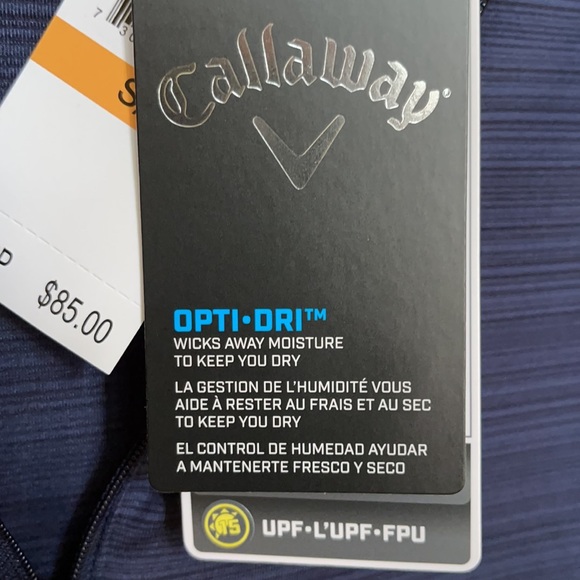 Callaway®
OPTI•DRI™
WICKS AWAY MOISTURE
TO KEEP YOU DRY
LA GESTION DE L'HUMIDITÉ VOUS
AIDE À RESTER AU FRAIS ET AU SEC
TO KEEP YOU DRY
EL CONTROL DE HUMEDAD AYUDAR
A MANTENERTE FRESCO Y SECO
15 UPF•L'UPF•FPU
7
$85.00